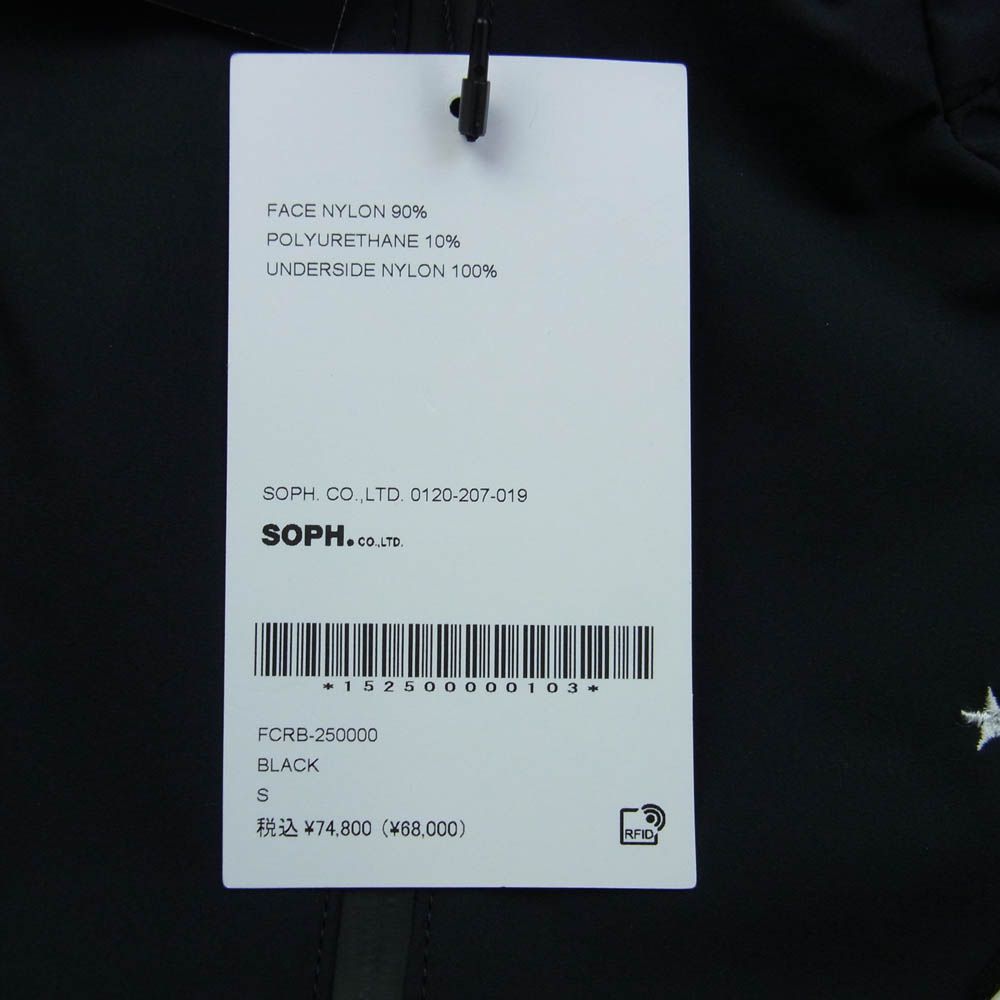 FACE NYLON 90%
POLYURETHANE 10%
UNDERSIDE NYLON 100%
SOPH. CO.,LTD. 0120-207-019
SOPH. CO.,LTD.
*152500000103*
FCRB-250000
BLACK
S
税込 ¥74,800 (¥68,000)
RFID